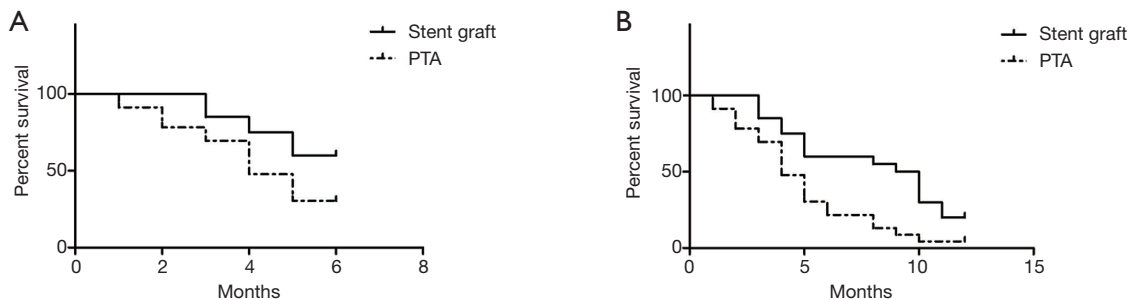 A
Stent graft
PTA
Percent survival
100
50
0
0 2 4 6 8
Months
B
Stent graft
PTA
Percent survival
100
50
0
0 5 10 15
Months